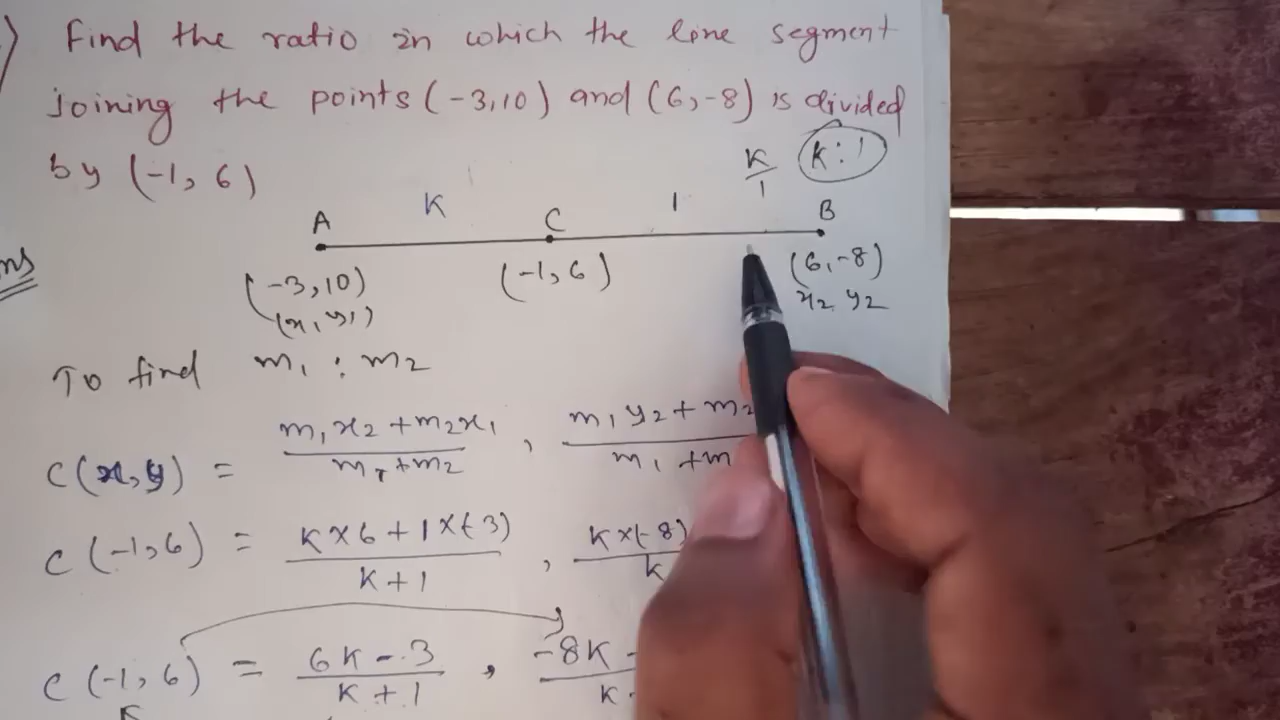 Find the ratio in which the line segment
joining the points (-3,10) and (6,-8) is divided
by (-1, 6)
K/1 K:1
K 1
A C B
ns
(-3,10) (-1,6) (6,-8)
(x1 y1) x2 y2
To find m1 : m2
C(x,y) = m1x2 + m2x1 / m1+m2 , m1y2 + m2 / m1 + m
C(-1,6) = K×6 + 1×(-3) / K+1 , K×(-8) / K
C(-1,6) = 6K-3 / K+1 , -8K / K
K